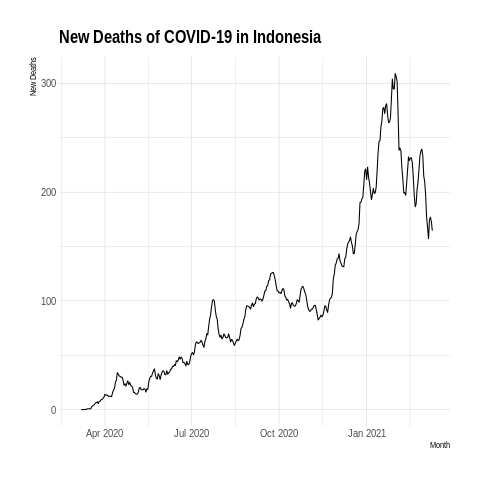 New Deaths of COVID-19 in Indonesia
New Deaths
300
200
100
0
Apr 2020 Jul 2020 Oct 2020 Jan 2021
Month